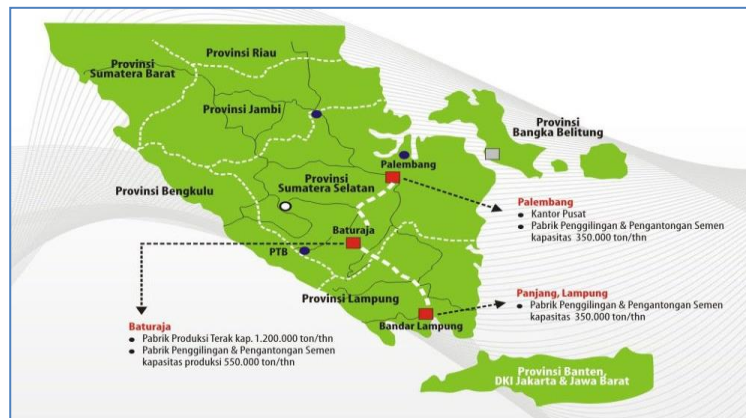 Provinsi Riau
Provinsi
Sumatera Barat
Provinsi Jambi
Provinsi
Bangka Belitung
Palembang
Provinsi
Sumatera Selatan
Provinsi Bengkulu
Palembang
Kantor Pusat
Pabrik Penggilingan & Pengantongan Semen
kapasitas 350.000 ton/thn
Baturaja
PTB
Provinsi Lampung
Panjang, Lampung
Pabrik Penggilingan & Pengantongan Semen
kapasitas 350.000 ton/thn
Bandar Lampung
Baturaja
Pabrik Produksi Terak kap. 1.200.000 ton/thn
Pabrik Penggilingan & Pengantongan Semen
kapasitas produksi 550.000 ton/thn
Provinsi Banten,
DKI Jakarta & Jawa Barat